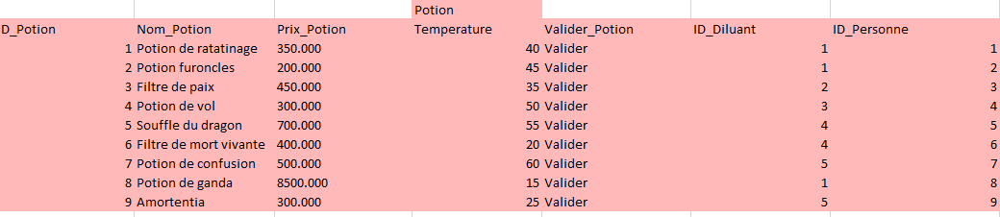 Potion
D_Potion Nom_Potion Prix_Potion Temperature Valider_Potion ID_Diluant ID_Personne
1 Potion de ratatinage 350.000 40 Valider 1 1
2 Potion furoncles 200.000 45 Valider 1 2
3 Filtre de paix 450.000 35 Valider 2 3
4 Potion de vol 300.000 50 Valider 3 4
5 Souffle du dragon 700.000 55 Valider 4 5
6 Filtre de mort vivante 400.000 20 Valider 4 6
7 Potion de confusion 500.000 60 Valider 5 7
8 Potion de ganda 8500.000 15 Valider 1 8
9 Amortentia 300.000 25 Valider 5 9